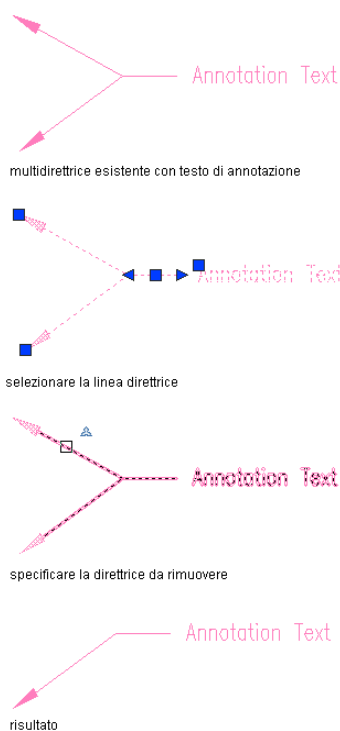 Annotation Text
multidirettrice esistente con testo di annotazione
Annotation Text
selezionare la linea direttrice
Annotation Text
specificare la direttrice da rimuovere
Annotation Text
risultato